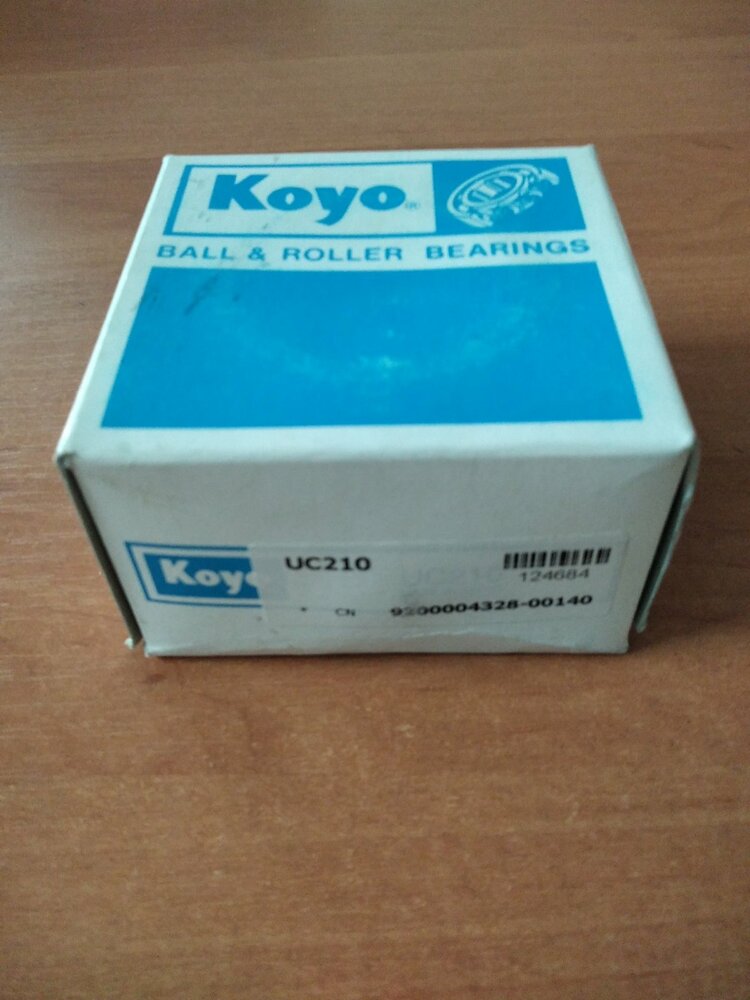 Koyo®
BALL & ROLLER BEARINGS
Koyo
UC210
124684
* CN 9200004328-00140